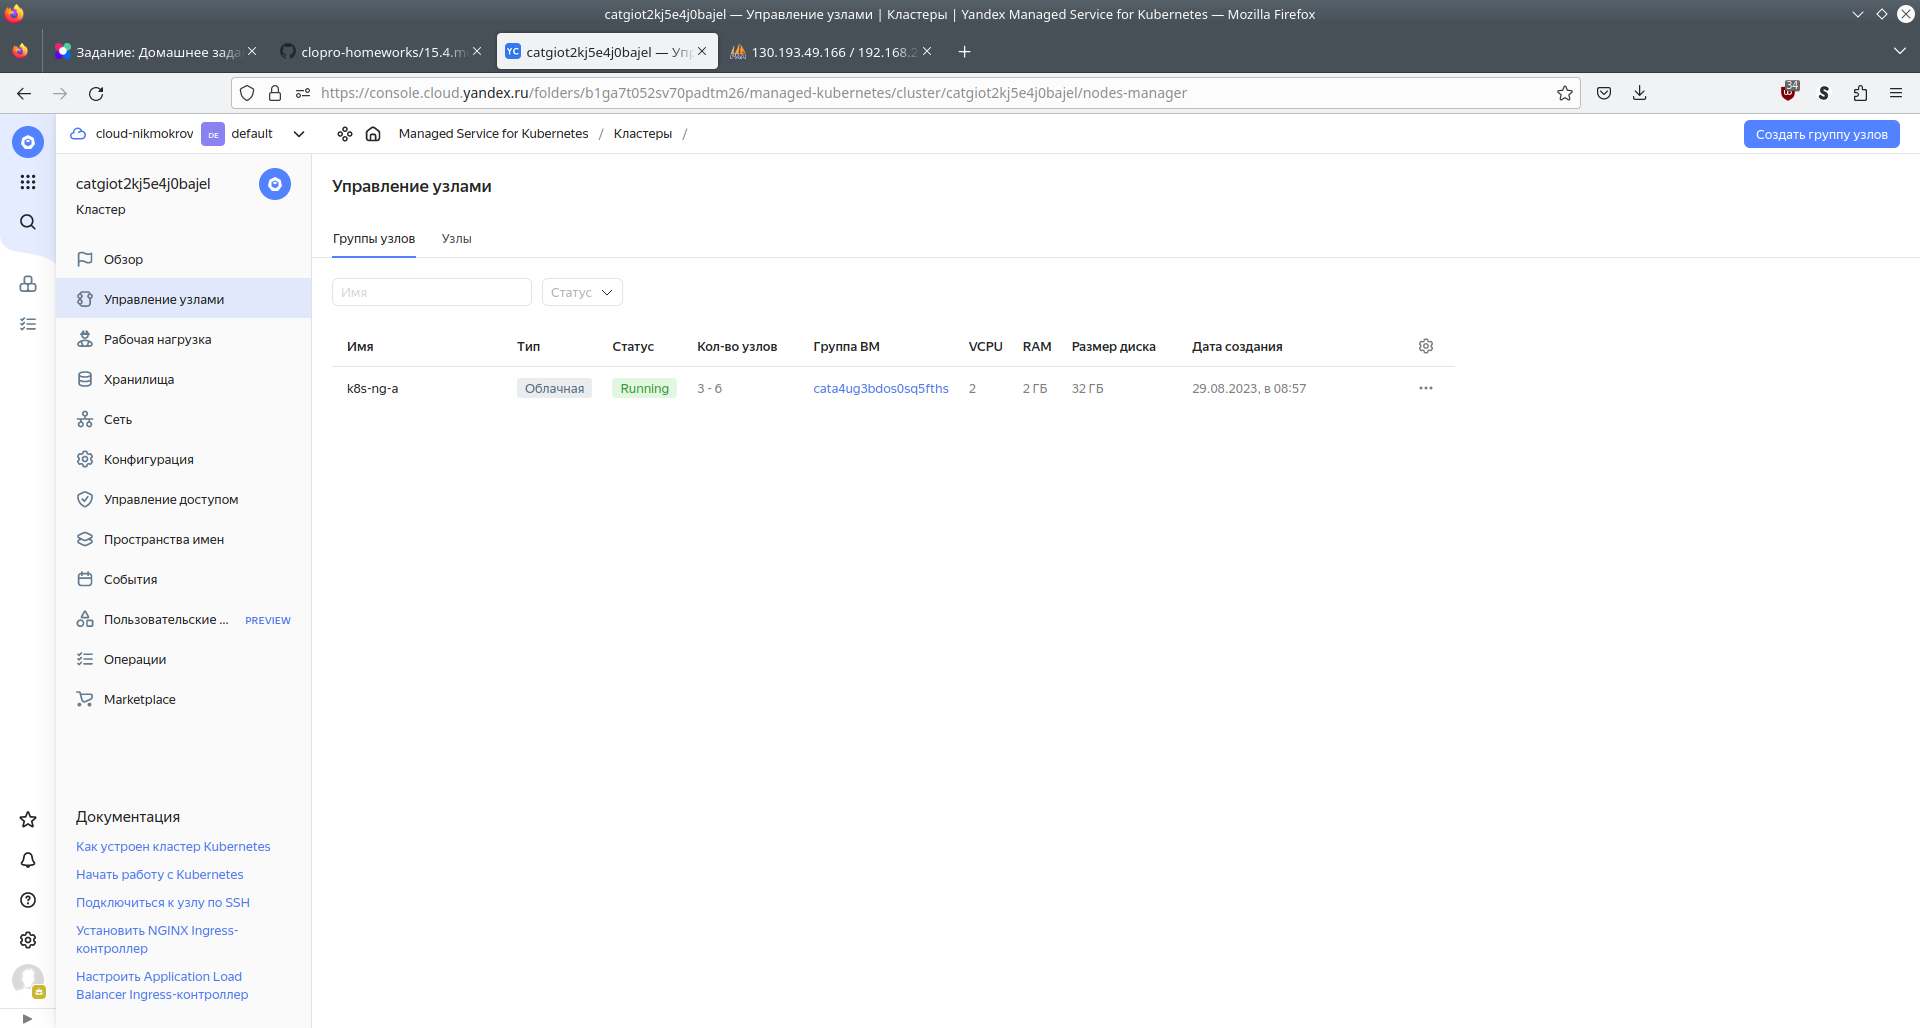 catgiot2kj5e4j0bajel — Управление узлами | Кластеры | Yandex Managed Service for Kubernetes — Mozilla Firefox
Задание: Домашнее зада
clopro-homeworks/15.4.m
catgiot2kj5e4j0bajel — Уп
130.193.49.166 / 192.168.2
https://console.cloud.yandex.ru/folders/b1ga7t052sv70padtm26/managed-kubernetes/cluster/catgiot2kj5e4j0bajel/nodes-manager
34
cloud-nikmokrov
DE
default
Managed Service for Kubernetes / Кластеры /
Создать группу узлов
catgiot2kj5e4j0bajel
Кластер
Обзор
Управление узлами
Рабочая нагрузка
Хранилища
Сеть
Конфигурация
Управление доступом
Пространства имен
События
Пользовательские ... PREVIEW
Операции
Marketplace
Документация
Как устроен кластер Kubernetes
Начать работу с Kubernetes
Подключиться к узлу по SSH
Установить NGINX Ingress-
контроллер
Настроить Application Load
Balancer Ingress-контроллер
Управление узлами
Группы узлов Узлы
Имя Статус
Имя Тип Статус Кол-во узлов Группа ВМ VCPU RAM Размер диска Дата создания
k8s-ng-a Облачная Running 3 - 6 cata4ug3bdos0sq5fths 2 2 ГБ 32 ГБ 29.08.2023, в 08:57